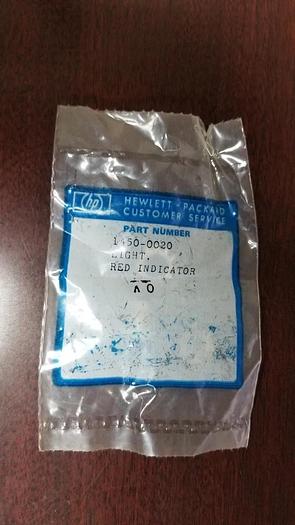 hp
HEWLETT-PACKARD
CUSTOMER SERVICE
PART NUMBER
1450-0020
LIGHT.
RED INDICATOR